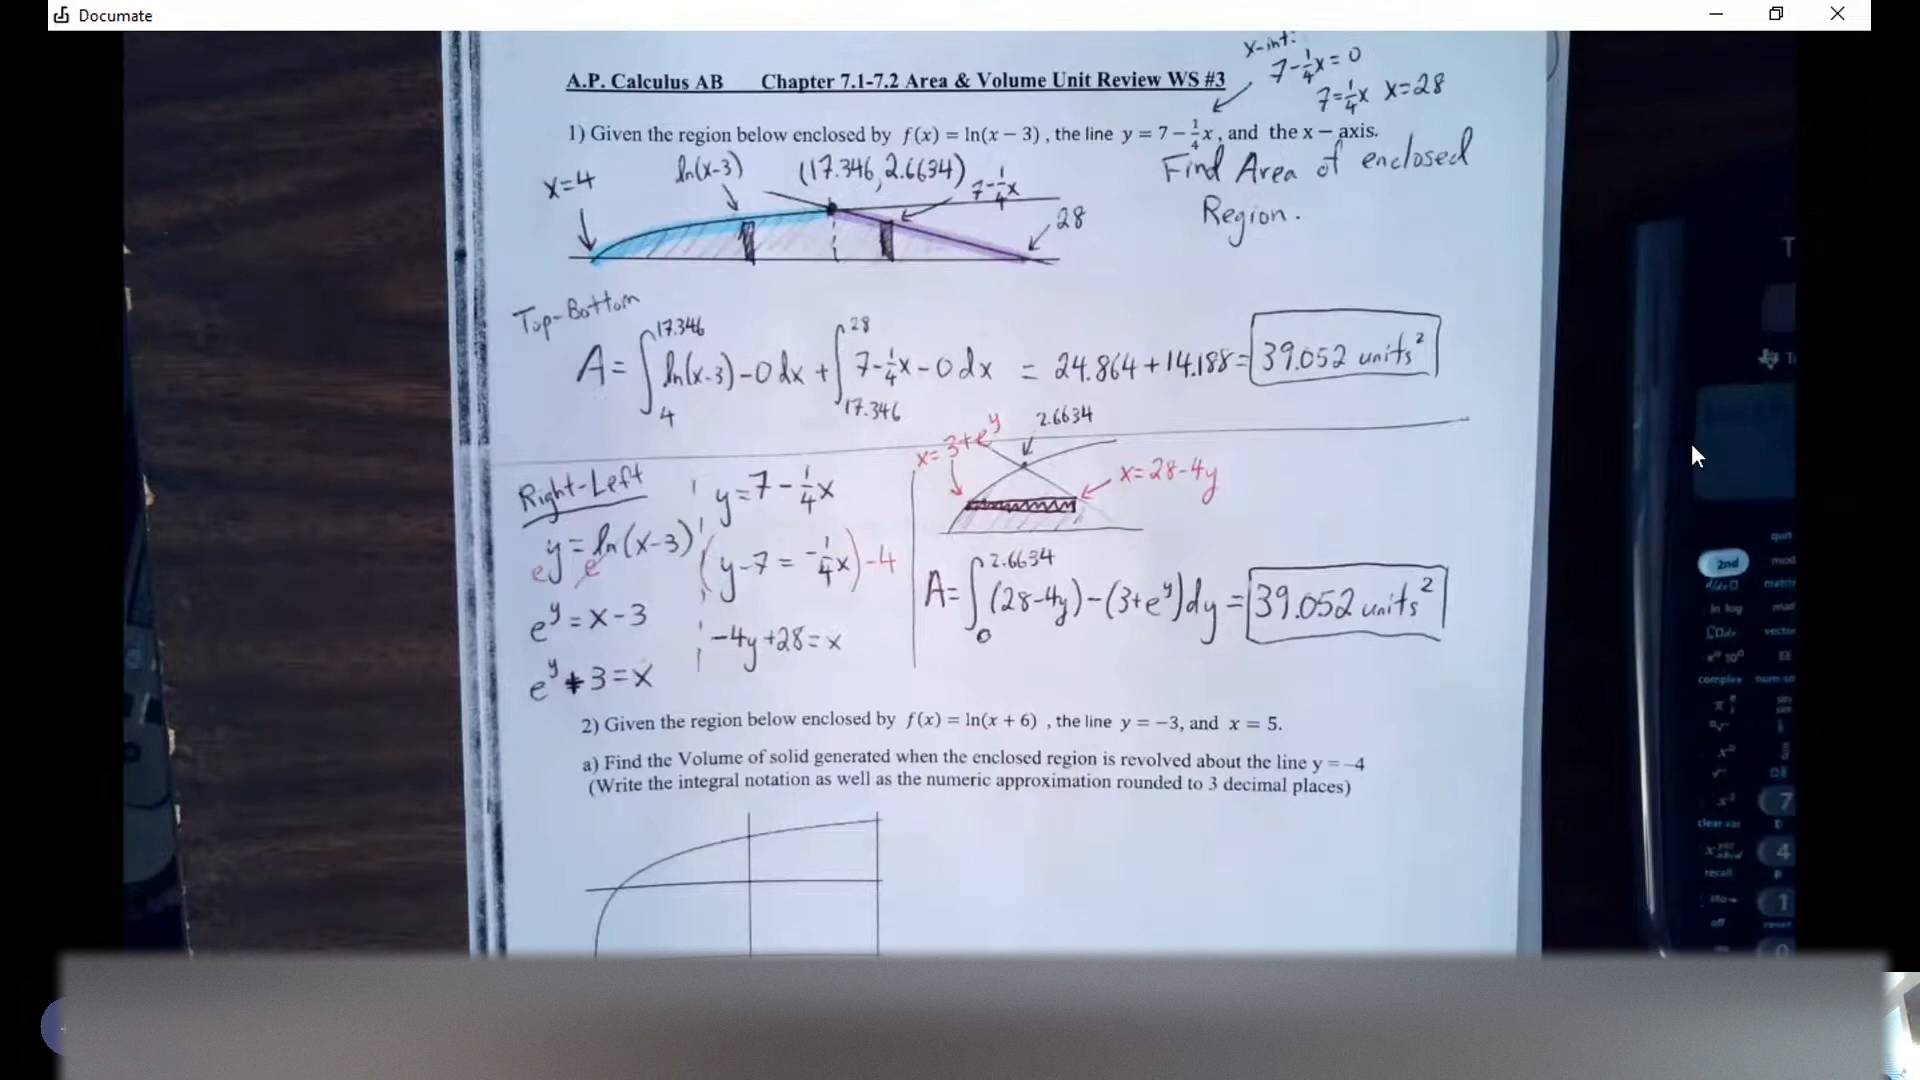 Documate
x-int:
7-1/4x=0
7=1/4x x=28
A.P. Calculus AB Chapter 7.1-7.2 Area & Volume Unit Review WS #3
1) Given the region below enclosed by f(x) = ln(x − 3) , the line y = 7 − 1/4x , and the x − axis.
Find Area of enclosed
Region.
x=4
ln(x-3)
(17.346, 2.6634)
7-1/4x
28
Top-Bottom
A= ∫_4^17.346 ln(x-3)-0 dx + ∫_17.346^28 7-1/4x-0 dx = 24.864+14.188= 39.052 units²
Right-Left
y=ln(x-3)
e e
e^y=x-3
e^y+3=x
y=7-1/4x
(y-7=-1/4x)-4
-4y+28=x
x=3+e^y
2.6634
x=28-4y
A=∫_0^2.6634 (28-4y)-(3+e^y)dy = 39.052 units²
2) Given the region below enclosed by f(x) = ln(x + 6) , the line y = −3, and x = 5.
a) Find the Volume of solid generated when the enclosed region is revolved about the line y = −4
(Write the integral notation as well as the numeric approximation rounded to 3 decimal places)
2nd
quit
7
4
1
0